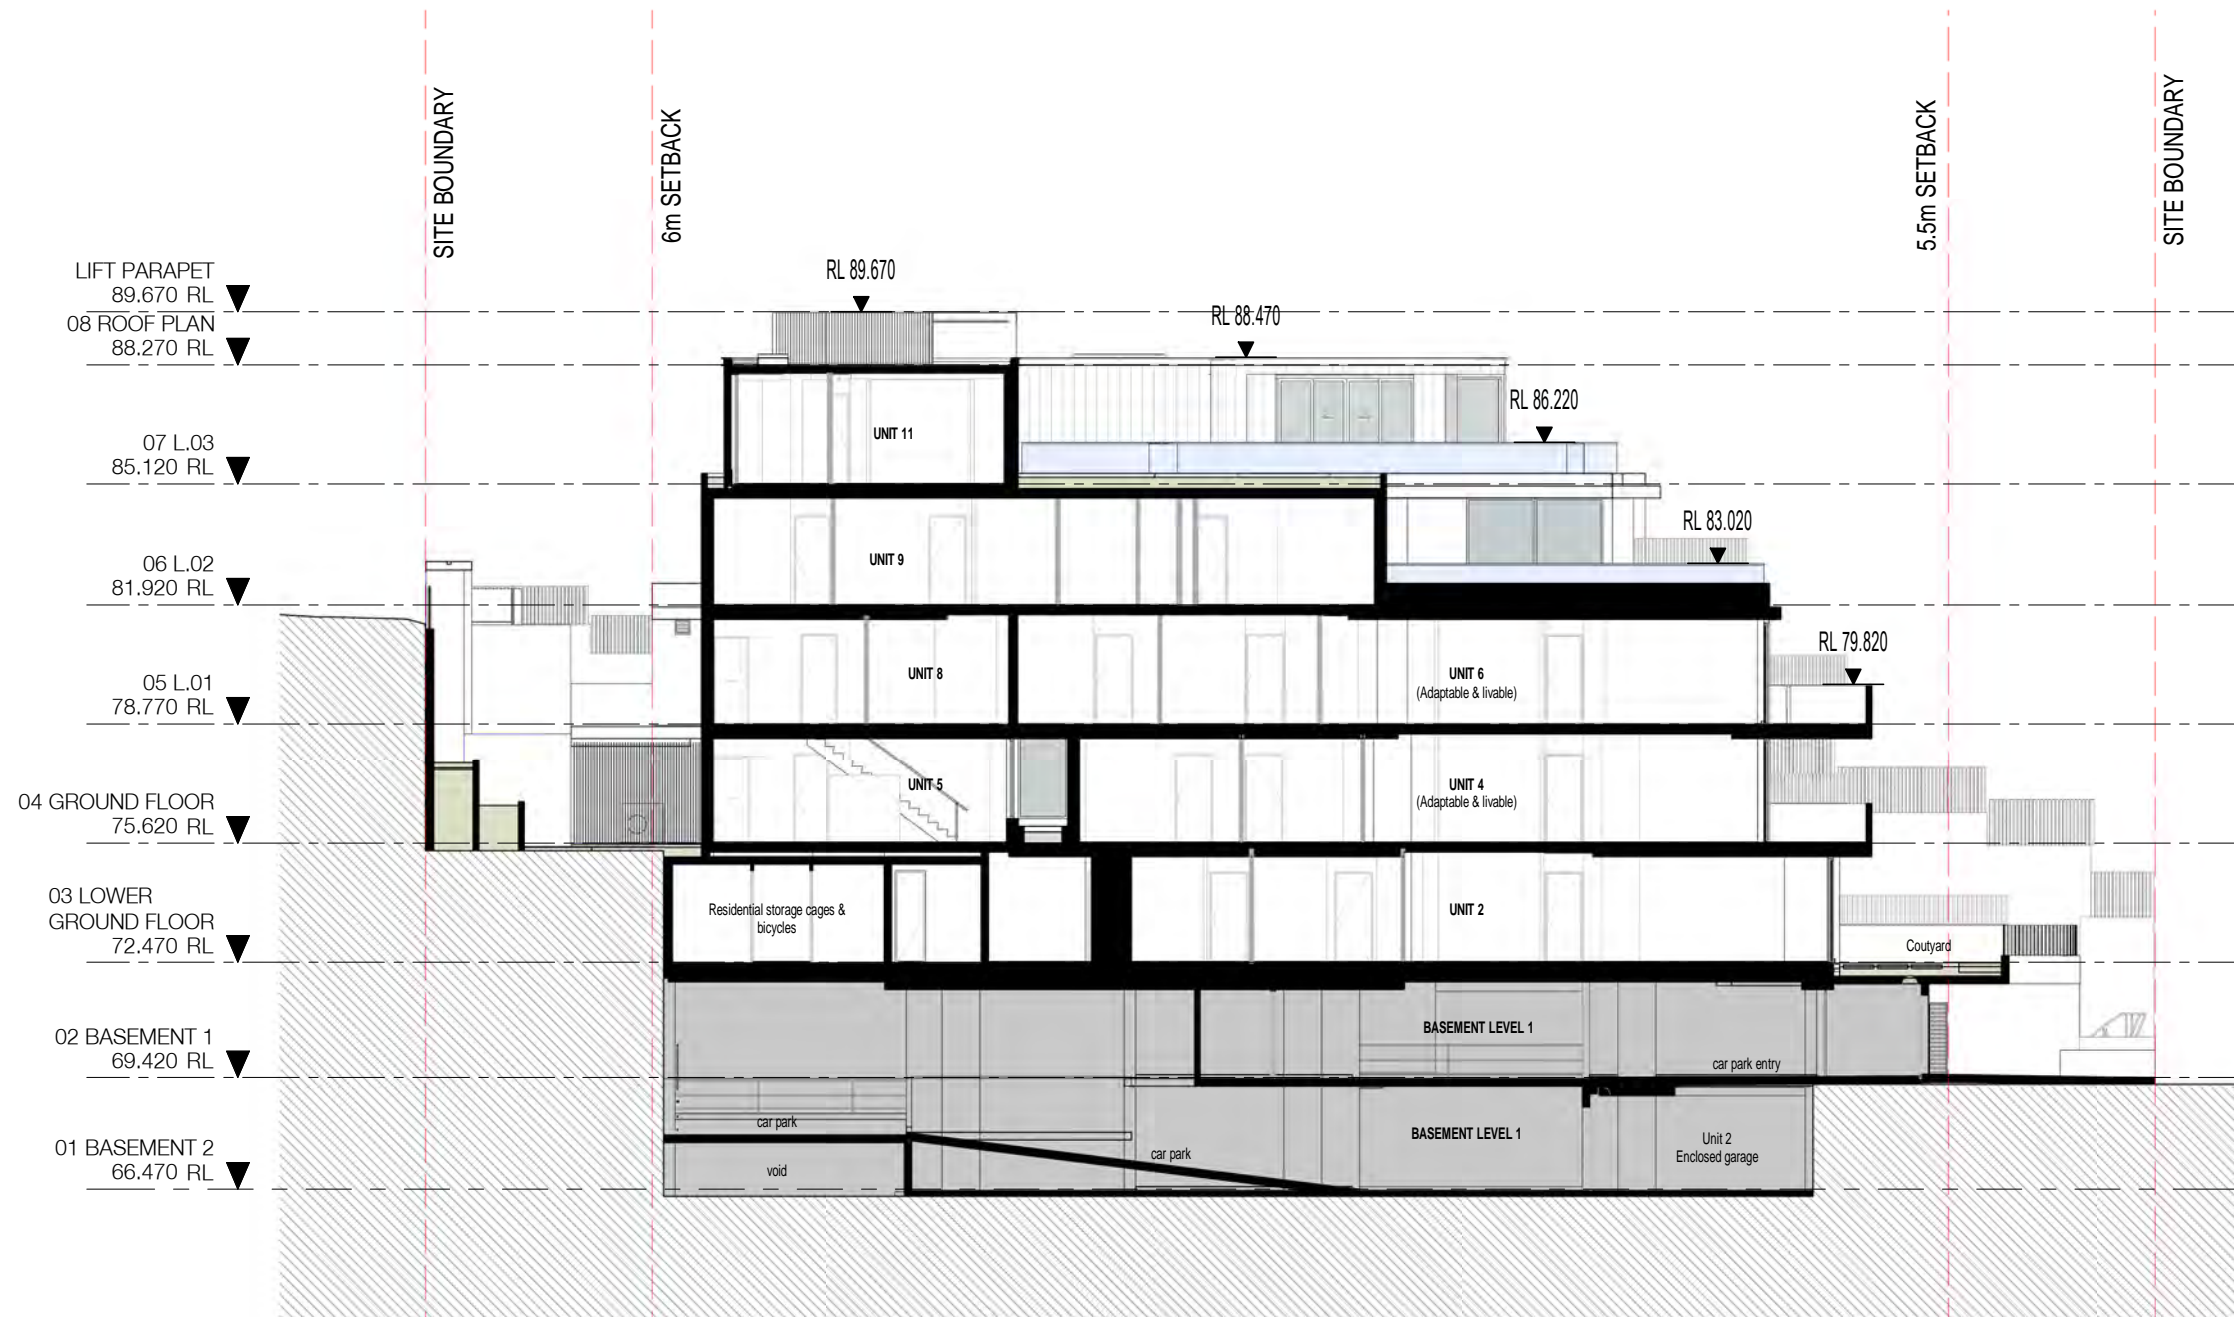 SITE BOUNDARY
6m SETBACK
5.5m SETBACK
SITE BOUNDARY
LIFT PARAPET
89.670 RL
RL 89.670
08 ROOF PLAN
88.270 RL
RL 88.470
RL 86.220
UNIT 11
07 L.03
85.120 RL
RL 83.020
UNIT 9
06 L.02
81.920 RL
RL 79.820
UNIT 8
UNIT 6
(Adaptable & livable)
05 L.01
78.770 RL
UNIT 5
UNIT 4
(Adaptable & livable)
04 GROUND FLOOR
75.620 RL
03 LOWER
GROUND FLOOR
72.470 RL
Residential storage cages &
bicycles
UNIT 2
Coutyard
02 BASEMENT 1
69.420 RL
BASEMENT LEVEL 1
car park entry
car park
01 BASEMENT 2
66.470 RL
void
car park
BASEMENT LEVEL 1
Unit 2
Enclosed garage